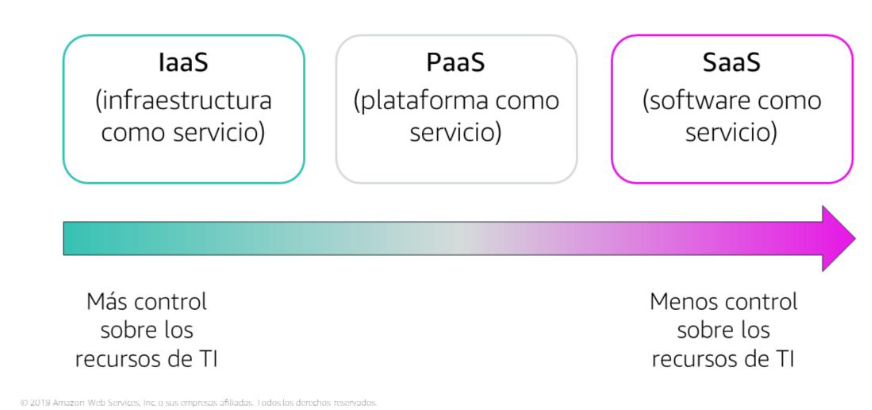 IaaS
(infraestructura
como servicio)
PaaS
(plataforma como
servicio)
SaaS
(software como
servicio)
Más control
sobre los
recursos de TI
Menos control
sobre los
recursos de TI
© 2019 Amazon Web Services, Inc. o sus empresas afiliadas. Todos los derechos reservados.